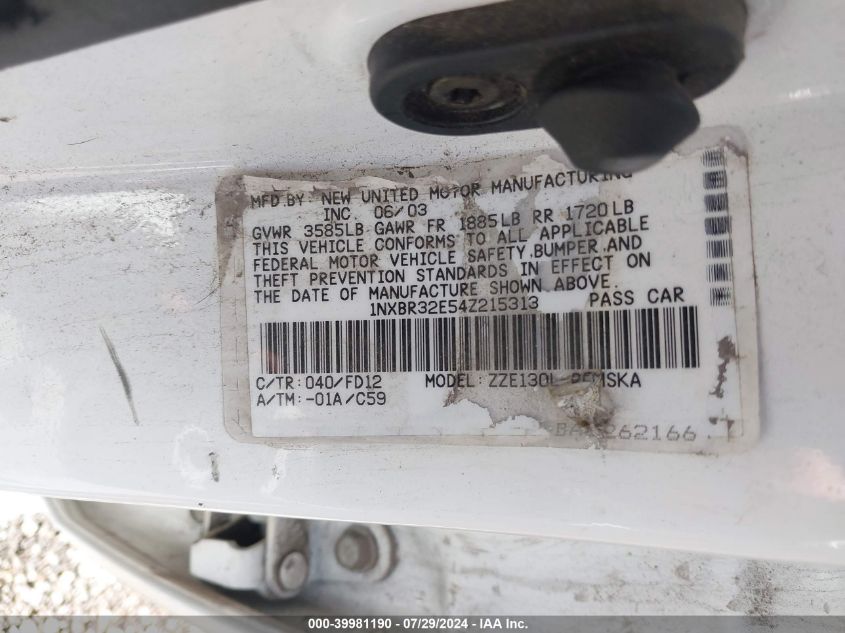 MFD BY: NEW UNITED MOTOR MANUFACTURING
INC 06/03
GVWR 3585LB GAWR FR 1885LB RR 1720LB
THIS VEHICLE CONFORMS TO ALL APPLICABLE
FEDERAL MOTOR VEHICLE SAFETY,BUMPER,AND
THEFT PREVENTION STANDARDS IN EFFECT ON
THE DATE OF MANUFACTURE SHOWN ABOVE.
1NXBR32E54Z215313 PASS CAR
C/TR: 040/FD12 MODEL: ZZE130L
A/TM: -01A/C59
262166
000-39981190 - 07/29/2024 - IAA Inc.